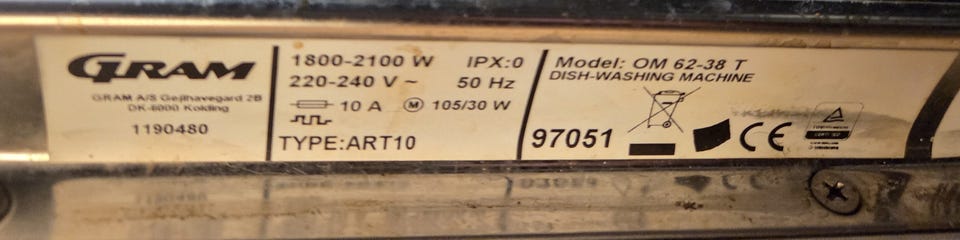 GRAM
GRAM A/S Gejlhavegard 2B
DK-6000 Kolding
1190480
1800-2100 W IPX:0
220-240 V ~ 50 Hz
10 A M 105/30 W
TYPE:ART10
Model: OM 62-38 T
DISH-WASHING MACHINE
97051
CE